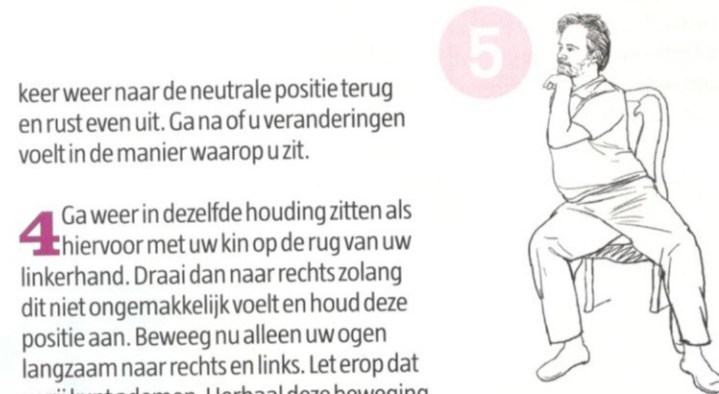 keer weer naar de neutrale positie terug
en rust even uit. Ga na of u veranderingen
voelt in de manier waarop u zit.
4 Ga weer in dezelfde houding zitten als
hiervoor met uw kin op de rug van uw
linkerhand. Draai dan naar rechts zolang
dit niet ongemakkelijk voelt en houd deze
positie aan. Beweeg nu alleen uw ogen
langzaam naar rechts en links. Let erop dat
5